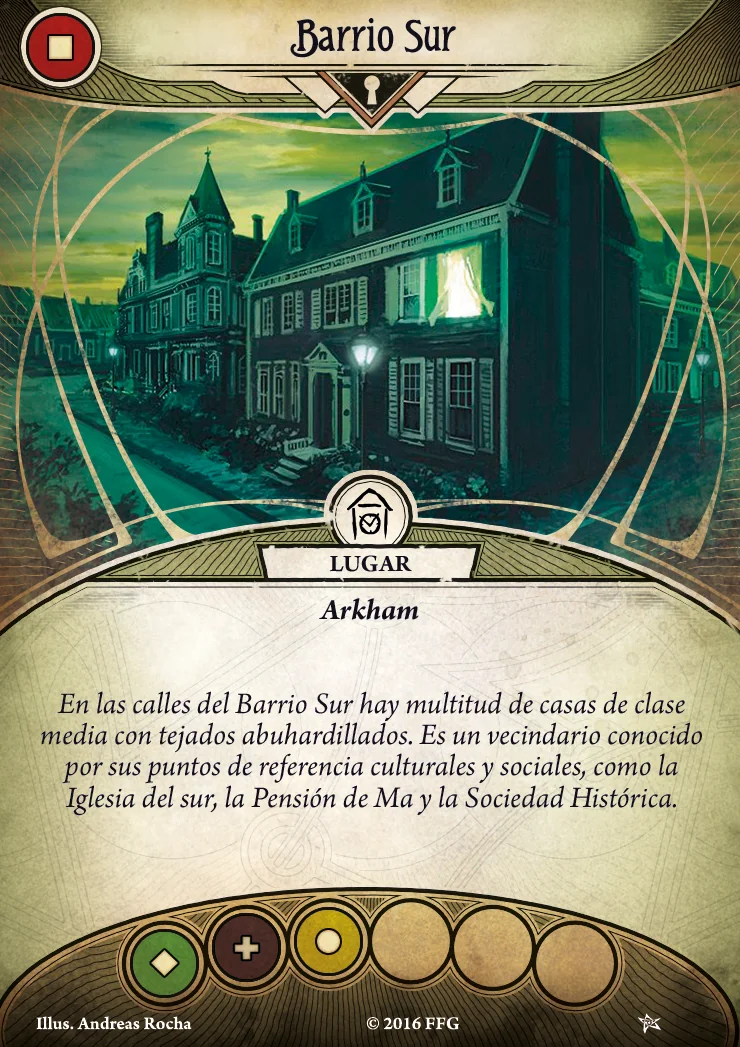 Barrio Sur
LUGAR
Arkham
En las calles del Barrio Sur hay multitud de casas de clase
media con tejados abuhardillados. Es un vecindario conocido
por sus puntos de referencia culturales y sociales, como la
Iglesia del sur, la Pensión de Ma y la Sociedad Histórica.
Illus. Andreas Rocha
© 2016 FFG